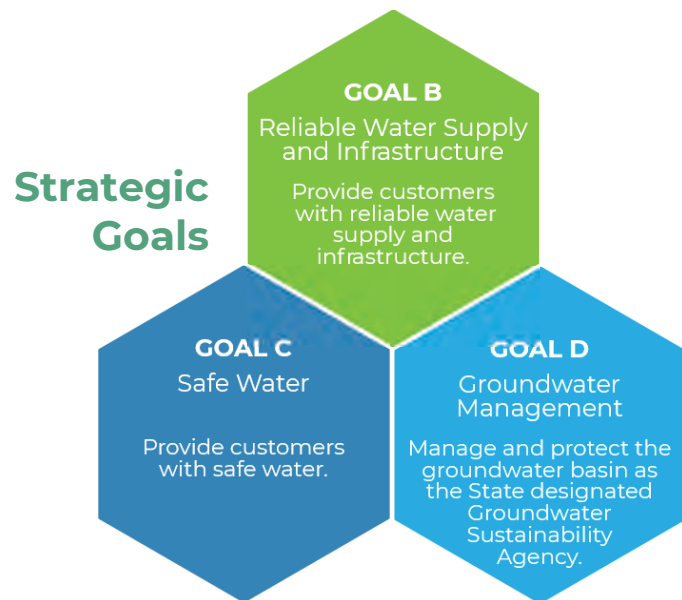 Strategic
Goals
GOAL B
Reliable Water Supply
and Infrastructure
Provide customers
with reliable water
supply and
infrastructure.
GOAL C
Safe Water
Provide customers
with safe water.
GOAL D
Groundwater
Management
Manage and protect the
groundwater basin as
the State designated
Groundwater
Sustainability
Agency.